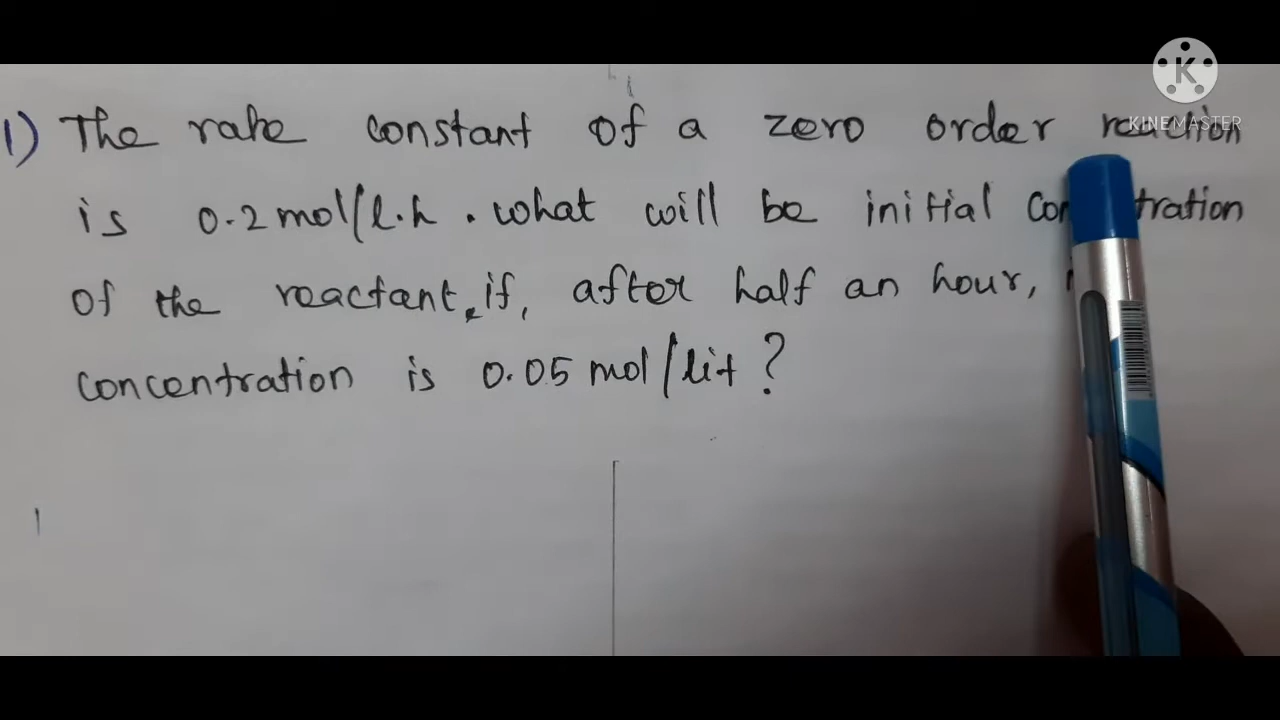 K
KINEMASTER
1) The rate constant of a zero order reaction
is 0.2 mol/l.h . what will be initial
of the reactant, if, after half an hour,
concentration is 0.05 mol/lit ?